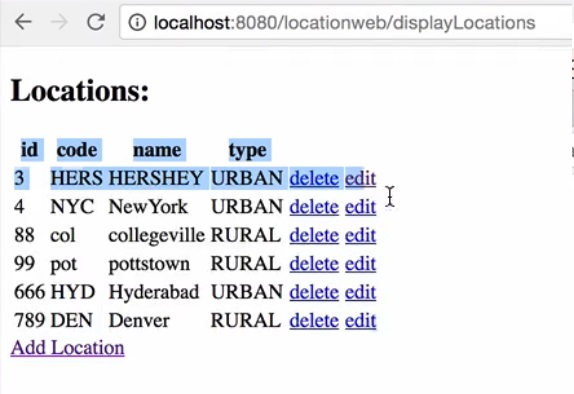 localhost:8080/locationweb/displayLocations
Locations:
id code name type
3 HERS HERSHEY URBAN delete edit
4 NYC NewYork URBAN delete edit
88 col collegeville RURAL delete edit
99 pot pottstown RURAL delete edit
666 HYD Hyderabad URBAN delete edit
789 DEN Denver RURAL delete edit
Add Location